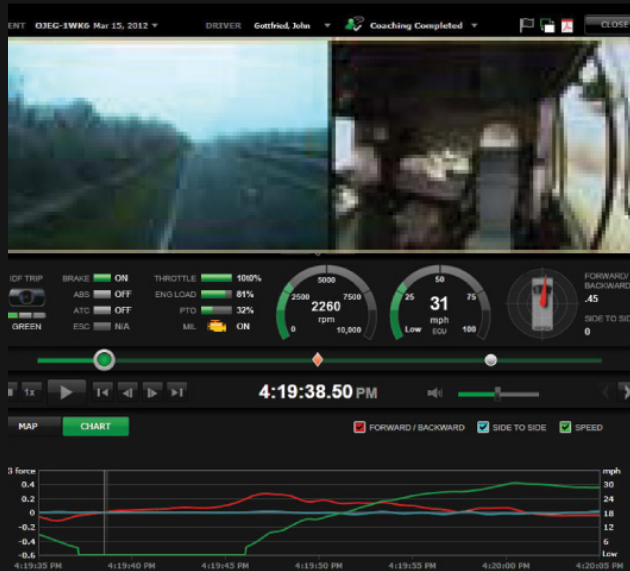 ENT OJEG-1WK6 Mar 15, 2012 DRIVER Gottfried, John Coaching Completed CLOSE
IDF TRIP
GREEN
BRAKE ON
ABS OFF
ATC OFF
ESC N/A
THROTTLE 100%
ENG LOAD 81%
PTO 32%
MIL ON
5000
2500 7500
2260
rpm
0 10,000
50
25 75
31
mph
Low ECU 100
FORWARD/
BACKWARD
.45
SIDE TO SID
0
1x 4:19:38.50 PM
MAP CHART FORWARD / BACKWARD SIDE TO SIDE SPEED
G force mph
0.4 30
0.2 24
0 18
-0.2 12
-0.4 6
-0.6 Low
4:19:35 PM 4:19:40 PM 4:19:45 PM 4:19:50 PM 4:19:55 PM 4:20:00 PM 4:20:05 PM